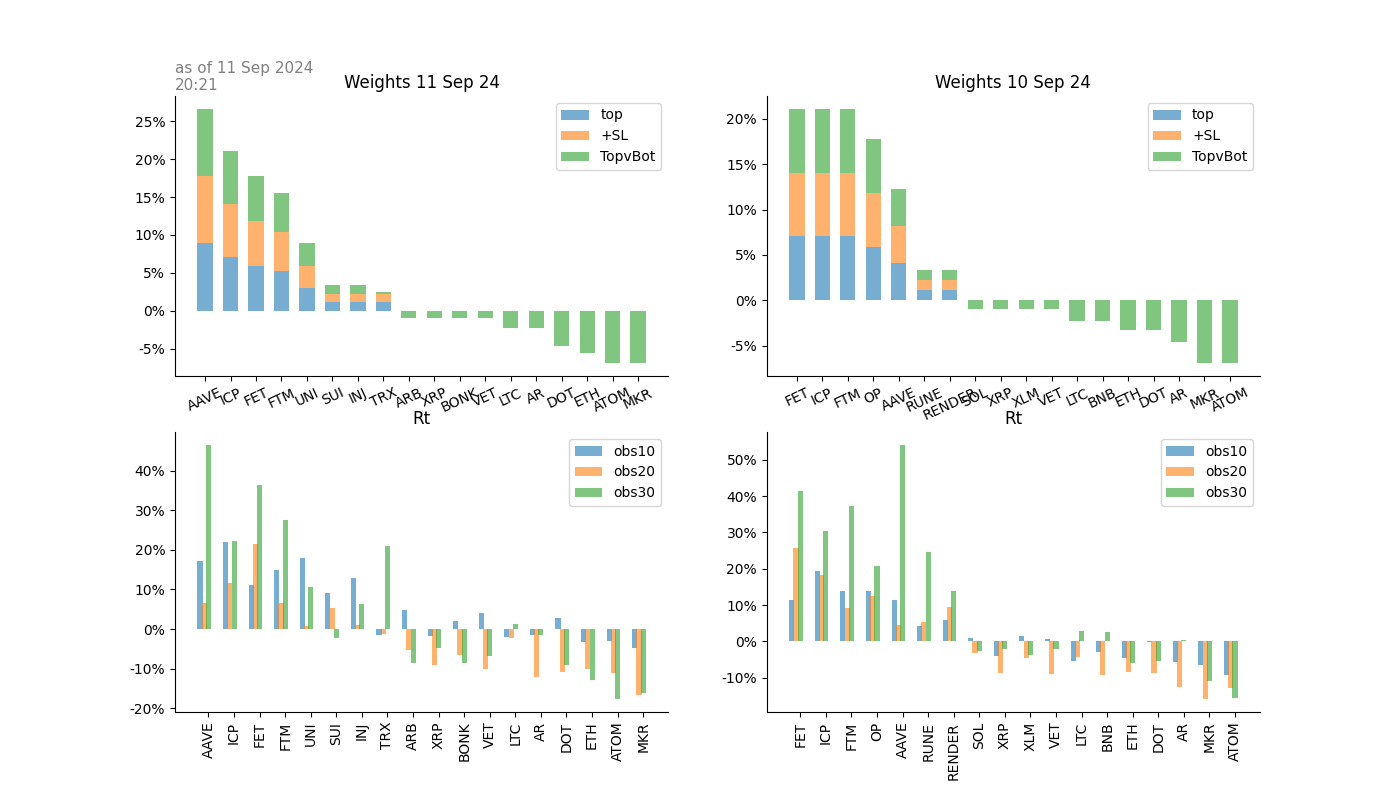 as of 11 Sep 2024
20:21
Weights 11 Sep 24
25%
20%
15%
10%
5%
0%
-5%
top
+SL
TopvBot
AAVE ICP FET FTM UNI SUI INJ TRX ARB XRP BONK VET LTC AR DOT ETH ATOM MKR
Weights 10 Sep 24
20%
15%
10%
5%
0%
-5%
top
+SL
TopvBot
FET ICP FTM OP AAVE RUNE RENDER SOL XRP XLM VET LTC BNB ETH DOT AR MKR ATOM
Rt
40%
30%
20%
10%
0%
-10%
-20%
obs10
obs20
obs30
AAVE ICP FET FTM UNI SUI INJ TRX ARB XRP BONK VET LTC AR DOT ETH ATOM MKR
Rt
50%
40%
30%
20%
10%
0%
-10%
obs10
obs20
obs30
FET ICP FTM OP AAVE RUNE RENDER SOL XRP XLM VET LTC BNB ETH DOT AR MKR ATOM